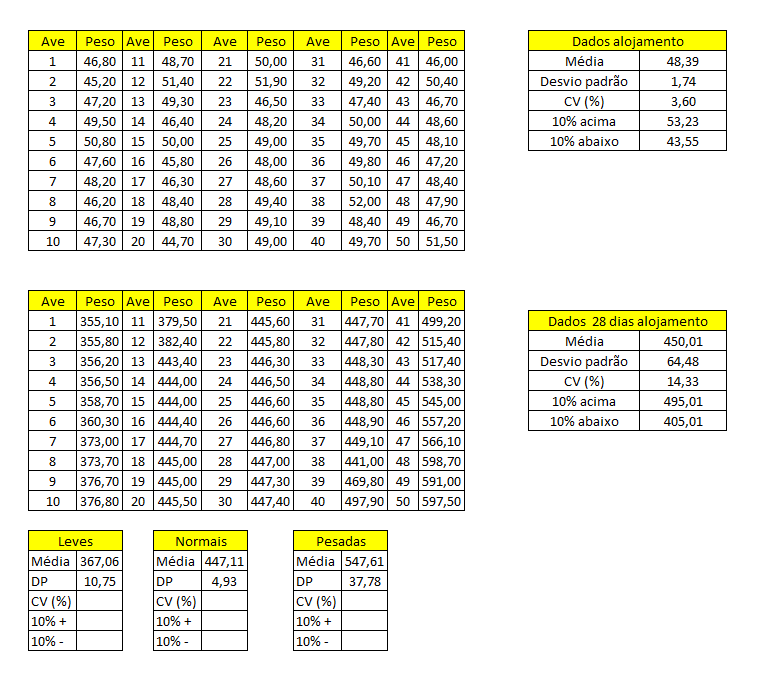 Ave Peso Ave Peso Ave Peso Ave Peso Ave Peso Dados alojamento
1 46,80 11 48,70 21 50,00 31 46,60 41 46,00 Média 48,39
2 45,20 12 51,40 22 51,90 32 49,20 42 50,40 Desvio padrão 1,74
3 47,20 13 49,30 23 46,50 33 47,40 43 46,70 CV (%) 3,60
4 49,50 14 46,40 24 48,20 34 50,00 44 48,60 10% acima 53,23
5 50,80 15 50,00 25 49,00 35 49,70 45 48,10 10% abaixo 43,55
6 47,60 16 45,80 26 48,00 36 49,80 46 47,20
7 48,20 17 46,30 27 48,60 37 50,10 47 48,40
8 46,20 18 48,40 28 49,40 38 52,00 48 47,90
9 46,70 19 48,80 29 49,10 39 48,40 49 46,70
10 47,30 20 44,70 30 49,00 40 49,70 50 51,50
Ave Peso Ave Peso Ave Peso Ave Peso Ave Peso
1 355,10 11 379,50 21 445,60 31 447,70 41 499,20 Dados  28 dias alojamento
2 355,80 12 382,40 22 445,80 32 447,80 42 515,40 Média 450,01
3 356,20 13 443,40 23 446,30 33 448,30 43 517,40 Desvio padrão 64,48
4 356,50 14 444,00 24 446,50 34 448,80 44 538,30 CV (%) 14,33
5 358,70 15 444,00 25 446,60 35 448,80 45 545,00 10% acima 495,01
6 360,30 16 444,40 26 446,60 36 448,90 46 557,20 10% abaixo 405,01
7 373,00 17 444,70 27 446,80 37 449,10 47 566,10
8 373,70 18 445,00 28 447,00 38 441,00 48 598,70
9 376,70 19 445,00 29 447,30 39 469,80 49 591,00
10 376,80 20 445,50 30 447,40 40 497,90 50 597,50
Leves Normais Pesadas
Média 367,06 Média 447,11 Média 547,61
DP 10,75 DP 4,93 DP 37,78
CV (%) CV (%) CV (%)
10% + 10% + 10% +
10% - 10% - 10% -